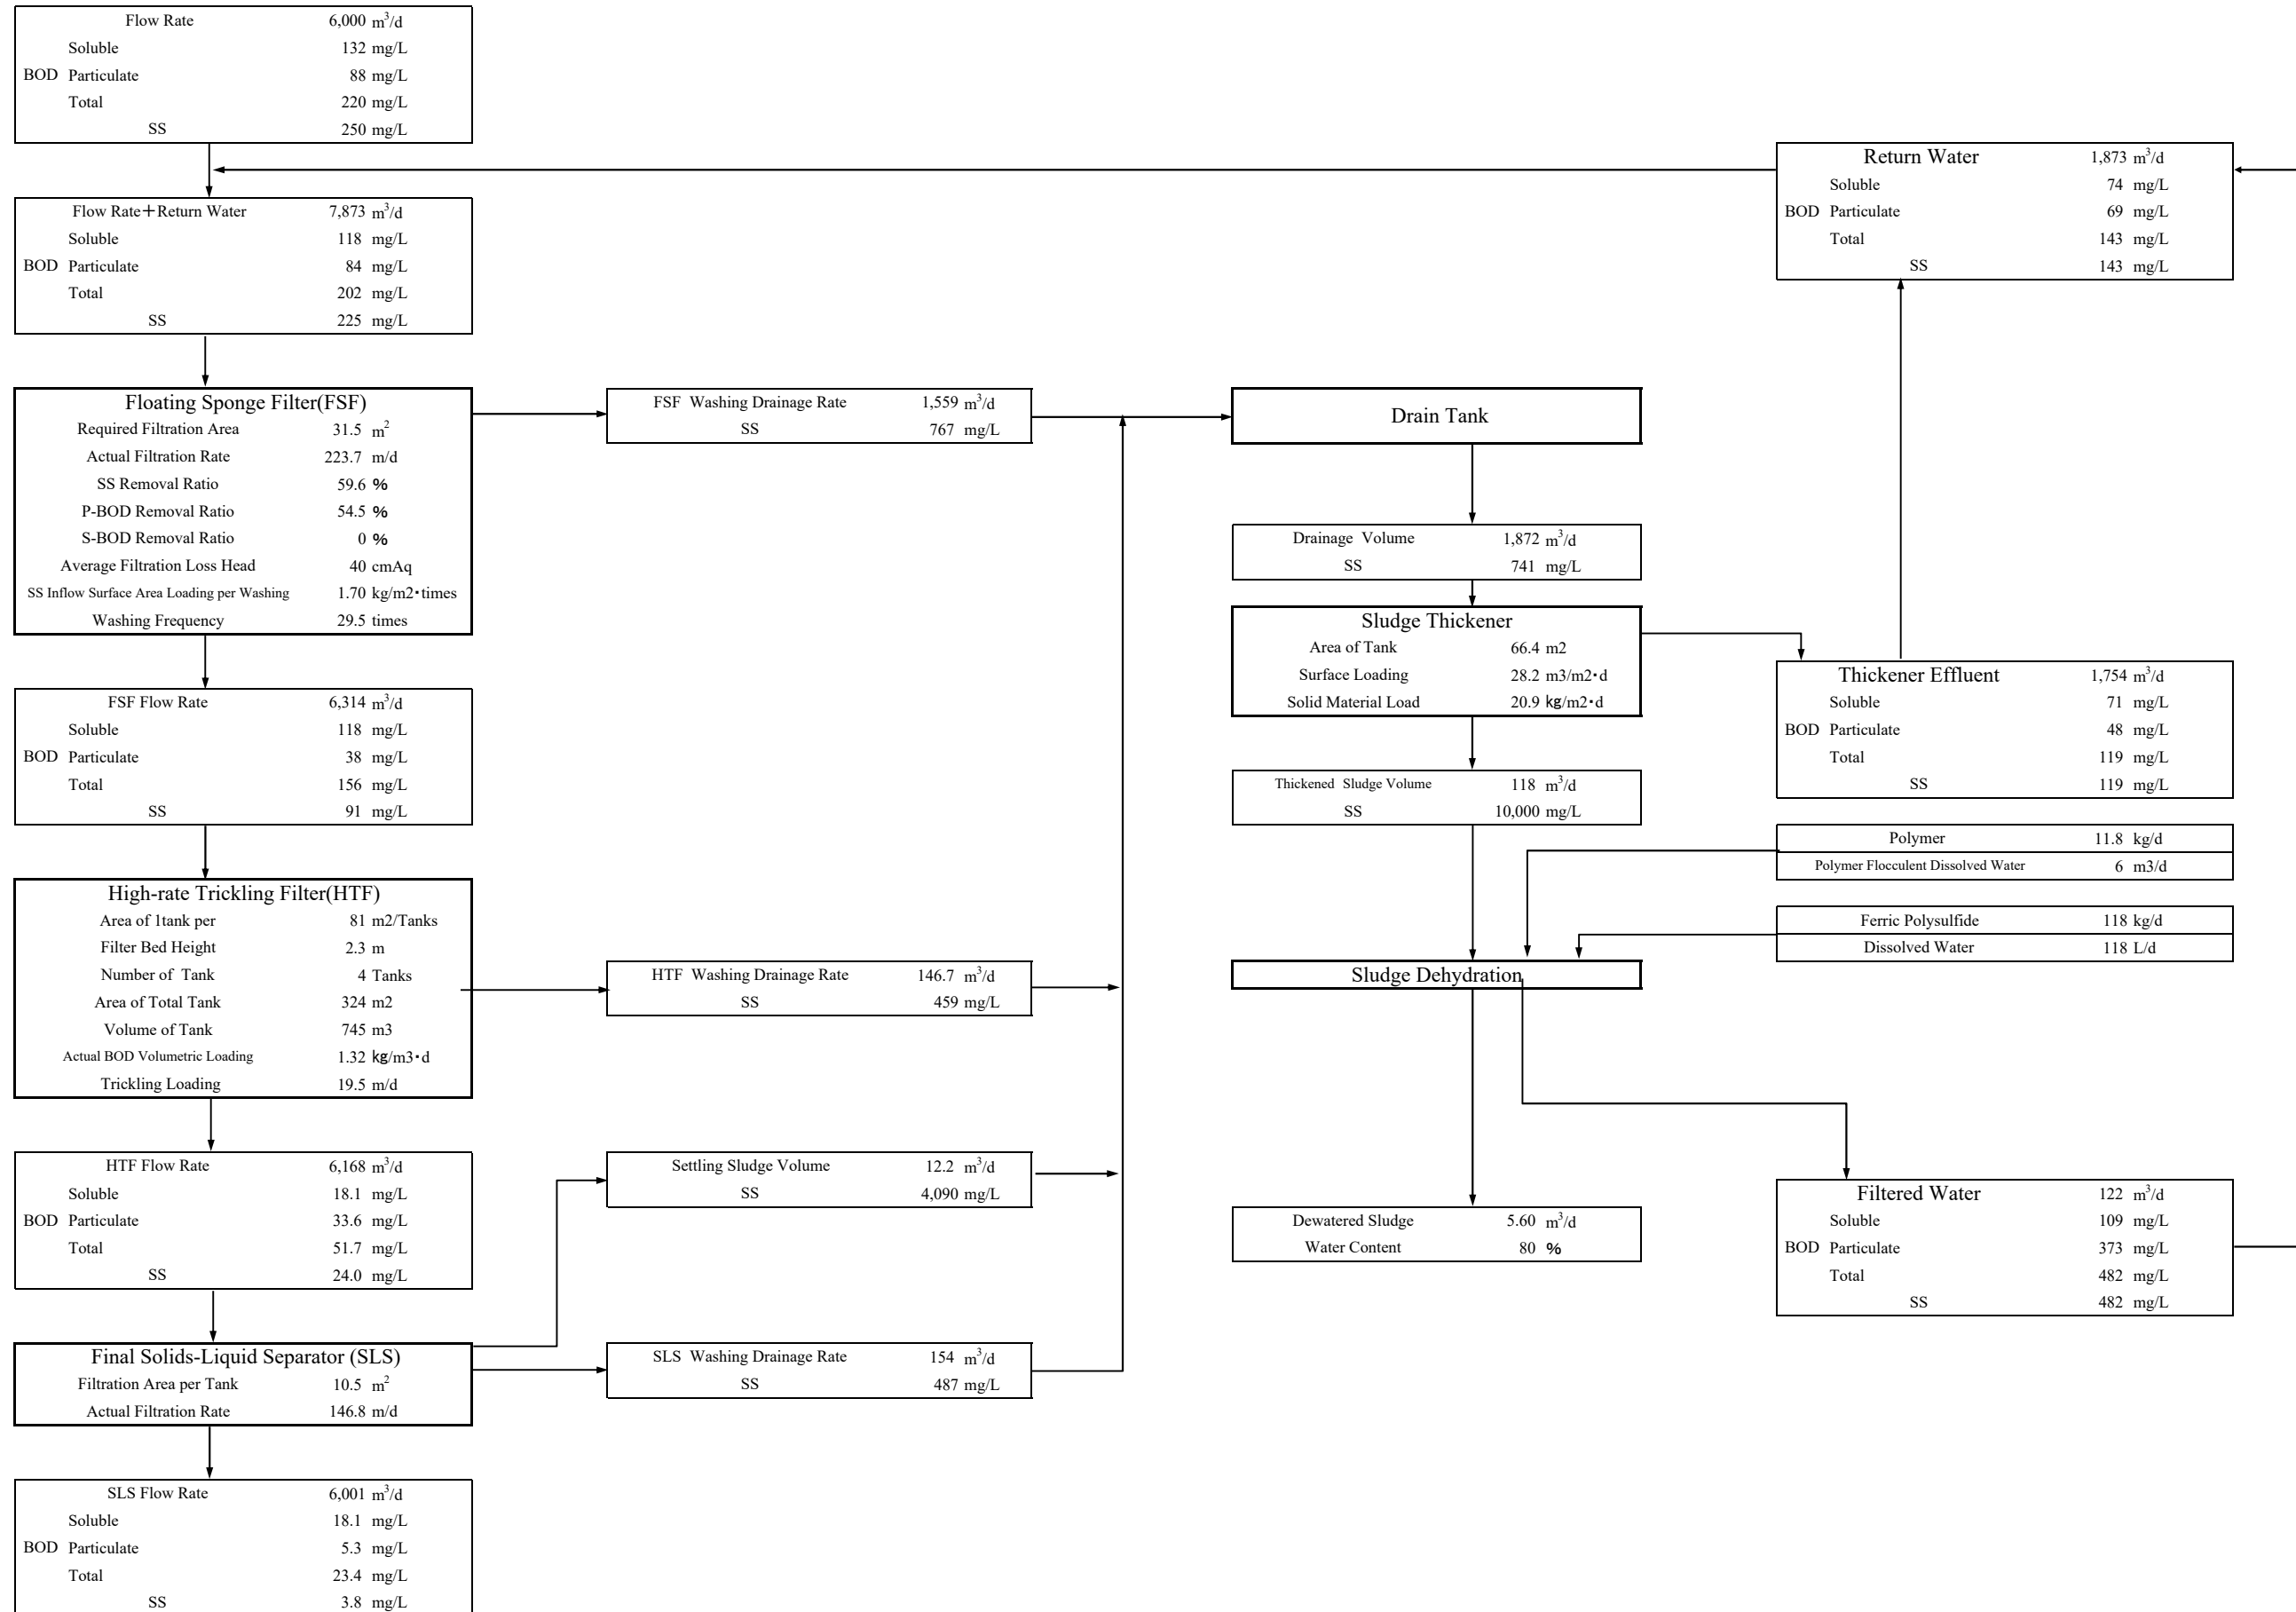 Flow Rate 6,000 m³/d
Soluble 132 mg/L
BOD Particulate 88 mg/L
Total 220 mg/L
SS 250 mg/L
Return Water 1,873 m³/d
Soluble 74 mg/L
BOD Particulate 69 mg/L
Total 143 mg/L
SS 143 mg/L
Flow Rate+Return Water 7,873 m³/d
Soluble 118 mg/L
BOD Particulate 84 mg/L
Total 202 mg/L
SS 225 mg/L
Floating Sponge Filter(FSF)
Required Filtration Area 31.5 m²
Actual Filtration Rate 223.7 m/d
SS Removal Ratio 59.6 %
P-BOD Removal Ratio 54.5 %
S-BOD Removal Ratio 0 %
Average Filtration Loss Head 40 cmAq
SS Inflow Surface Area Loading per Washing 1.70 kg/m2・times
Washing Frequency 29.5 times
FSF Washing Drainage Rate 1,559 m³/d
SS 767 mg/L
Drain Tank
Drainage Volume 1,872 m³/d
SS 741 mg/L
Sludge Thickener
Area of Tank 66.4 m2
Surface Loading 28.2 m3/m2・d
Solid Material Load 20.9 kg/m2・d
Thickener Effluent 1,754 m³/d
Soluble 71 mg/L
BOD Particulate 48 mg/L
Total 119 mg/L
SS 119 mg/L
FSF Flow Rate 6,314 m³/d
Soluble 118 mg/L
BOD Particulate 38 mg/L
Total 156 mg/L
SS 91 mg/L
Thickened Sludge Volume 118 m³/d
SS 10,000 mg/L
Polymer 11.8 kg/d
Polymer Flocculent Dissolved Water 6 m3/d
Ferric Polysulfide 118 kg/d
Dissolved Water 118 L/d
High-rate Trickling Filter(HTF)
Area of 1tank per 81 m2/Tanks
Filter Bed Height 2.3 m
Number of Tank 4 Tanks
Area of Total Tank 324 m2
Volume of Tank 745 m3
Actual BOD Volumetric Loading 1.32 kg/m3・d
Trickling Loading 19.5 m/d
HTF Washing Drainage Rate 146.7 m³/d
SS 459 mg/L
Sludge Dehydration
HTF Flow Rate 6,168 m³/d
Soluble 18.1 mg/L
BOD Particulate 33.6 mg/L
Total 51.7 mg/L
SS 24.0 mg/L
Settling Sludge Volume 12.2 m³/d
SS 4,090 mg/L
Dewatered Sludge 5.60 m³/d
Water Content 80 %
Filtered Water 122 m³/d
Soluble 109 mg/L
BOD Particulate 373 mg/L
Total 482 mg/L
SS 482 mg/L
Final Solids-Liquid Separator (SLS)
Filtration Area per Tank 10.5 m²
Actual Filtration Rate 146.8 m/d
SLS Washing Drainage Rate 154 m³/d
SS 487 mg/L
SLS Flow Rate 6,001 m³/d
Soluble 18.1 mg/L
BOD Particulate 5.3 mg/L
Total 23.4 mg/L
SS 3.8 mg/L